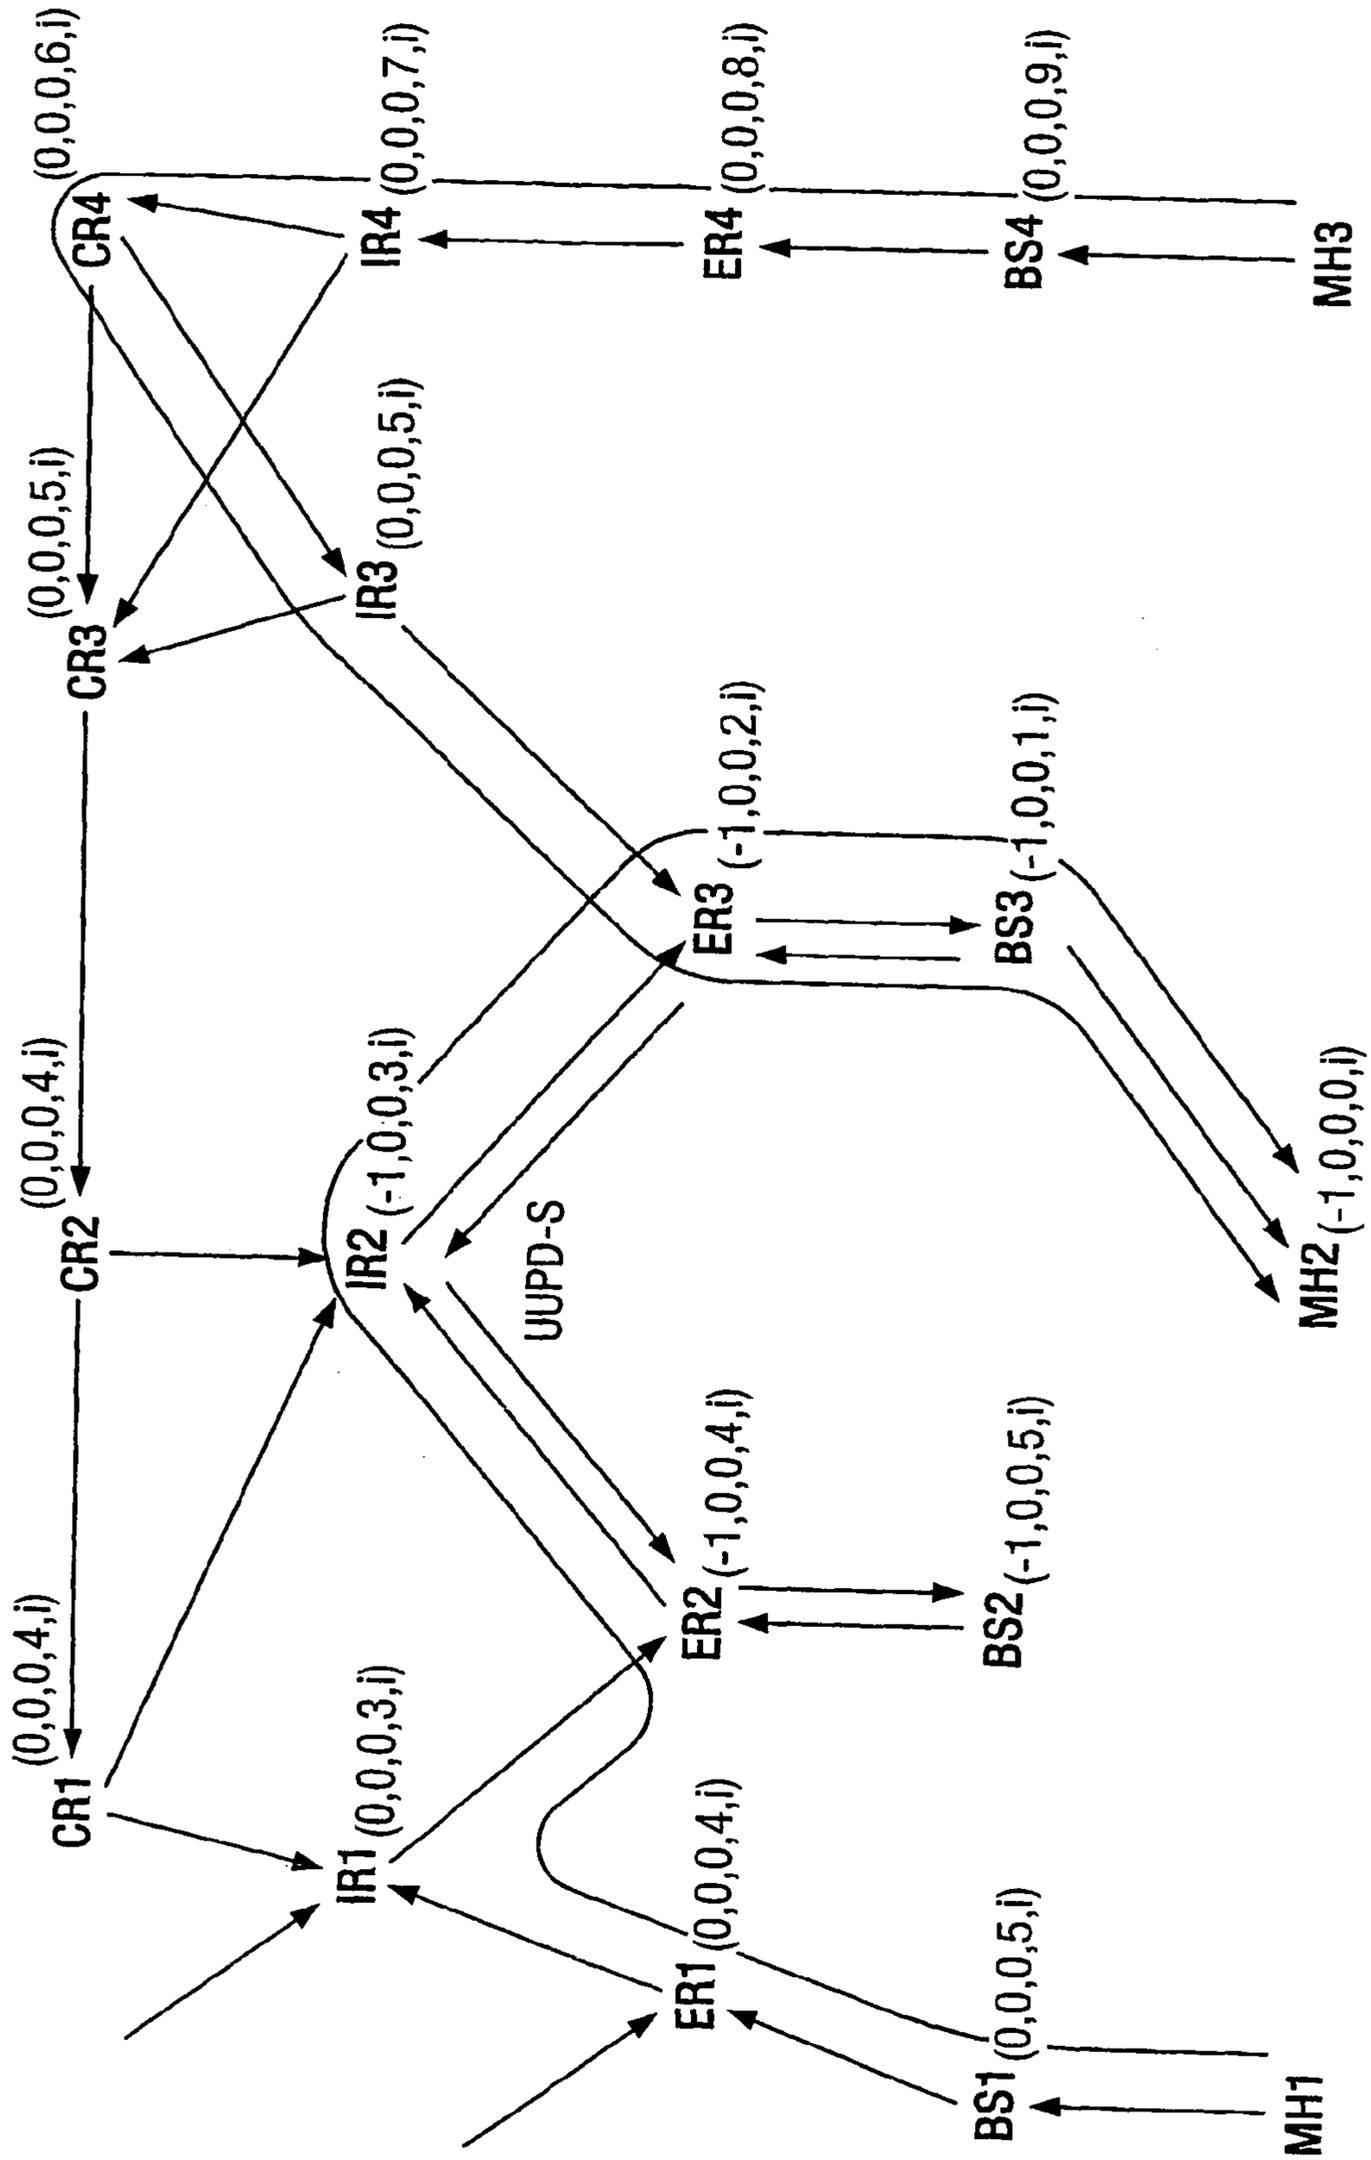 CR1
(0,0,0,4,i)
CR2
(0,0,0,4,i)
CR3
(0,0,0,5,i)
CR4
(0,0,0,6,i)
IR1
(0,0,0,3,i)
IR2
(-1,0,0,3,i)
IR3
(0,0,0,5,i)
IR4
(0,0,0,7,i)
UUPD-S
ER1
(0,0,0,4,i)
ER2
(-1,0,0,4,i)
ER3
(-1,0,0,2,i)
ER4
(0,0,0,8,i)
BS1
(0,0,0,5,i)
BS2
(-1,0,0,5,i)
BS3
(-1,0,0,1,i)
BS4
(0,0,0,9,i)
MH1
MH2
(-1,0,0,0,i)
MH3